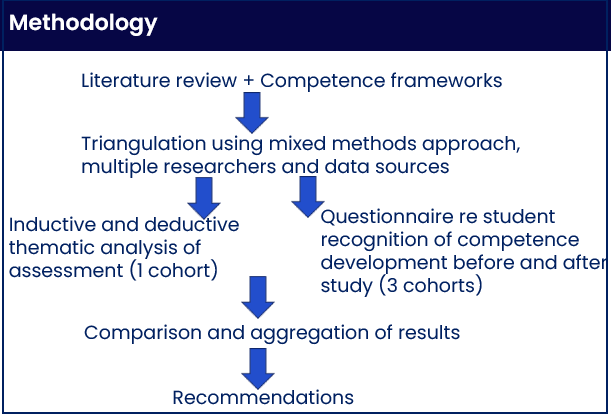 Methodology
Literature review + Competence frameworks
Triangulation using mixed methods approach,
multiple researchers and data sources
Inductive and deductive
thematic analysis of
assessment (1 cohort)
Questionnaire re student
recognition of competence
development before and after
study (3 cohorts)
Comparison and aggregation of results
Recommendations